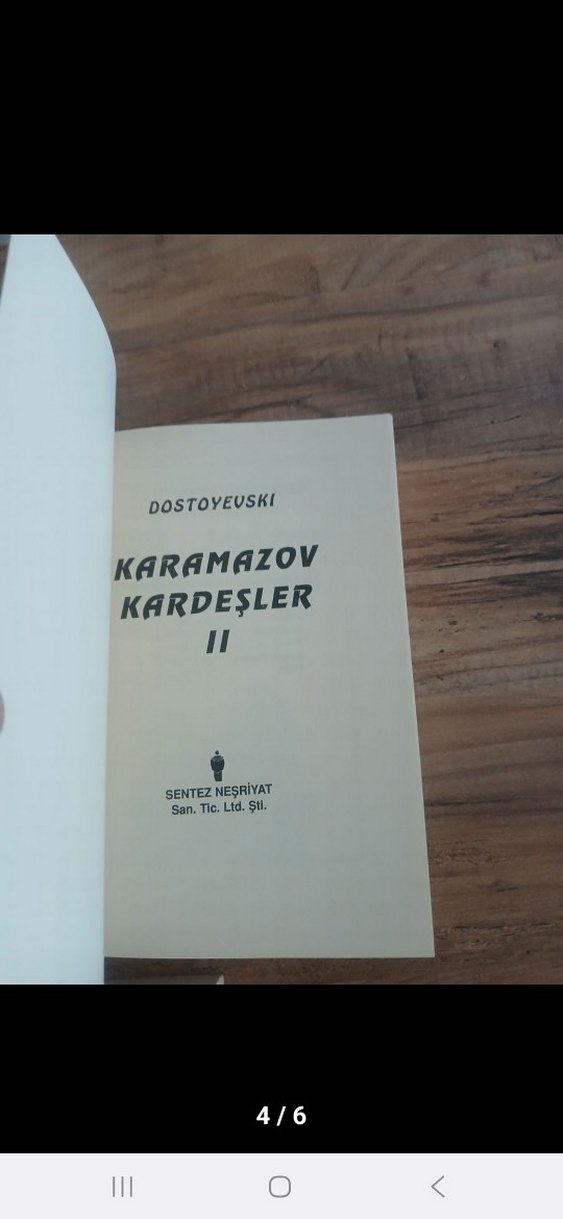 DOSTOYEVSKI
KARAMAZOV
KARDEŞLER
II
SENTEZ NEŞRİYAT
San. Tic. Ltd. Şti.
4 / 6